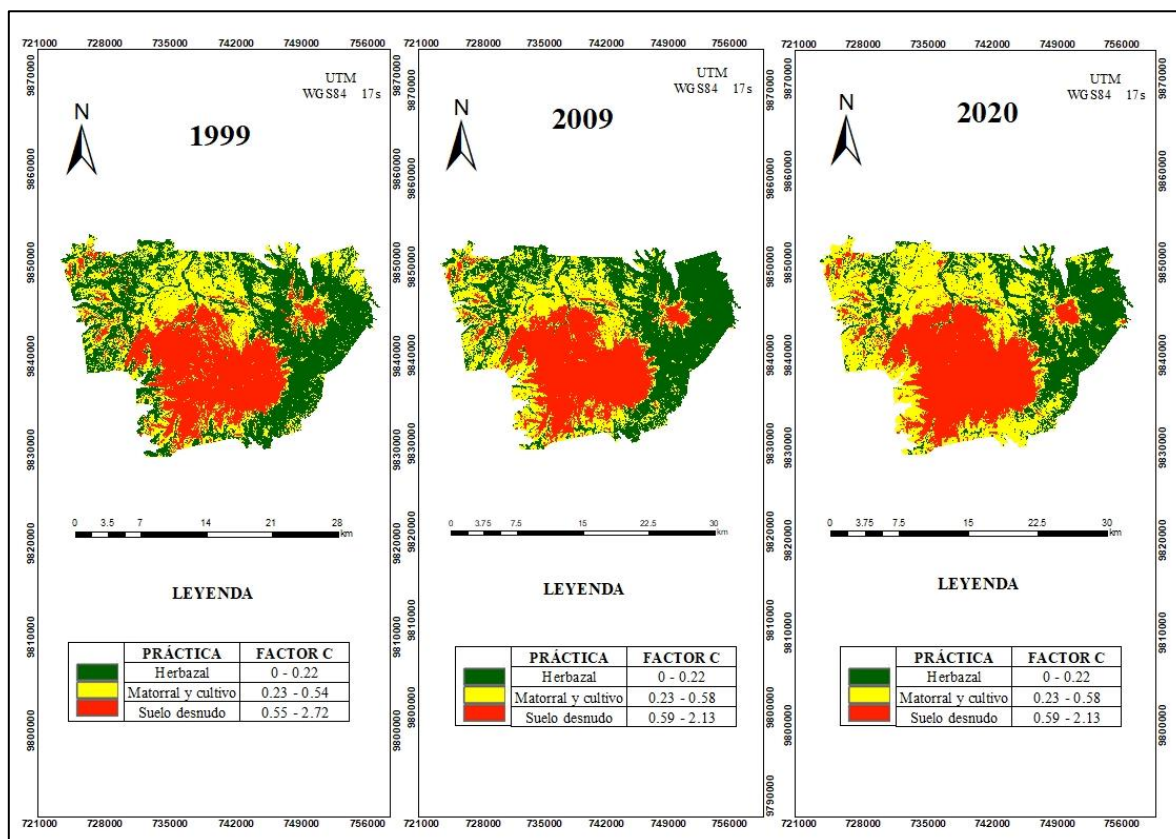 721000 728000 735000 742000 749000 756000
9870000
9860000
9850000
9840000
9830000
9820000
9810000
9800000
UTM
WGS84 17s
N
1999
0 3.5 7 14 21 28
km
LEYENDA
PRÁCTICA FACTOR C
Herbazal 0 - 0.22
Matorral y cultivo 0.23 - 0.54
Suelo desnudo 0.55 - 2.72
721000 728000 735000 742000 749000 756000
721000 728000 735000 742000 749000 756000
9870000
9860000
9850000
9840000
9830000
9820000
9810000
9800000
9790000
UTM
WGS84 17s
N
2009
0 3.75 7.5 15 22.5 30
km
LEYENDA
PRÁCTICA FACTOR C
Herbazal 0 - 0.22
Matorral y cultivo 0.23 - 0.58
Suelo desnudo 0.59 - 2.13
721000 728000 735000 742000 749000 756000
721000 728000 735000 742000 749000 756000
9870000
9860000
9850000
9840000
9830000
9820000
9810000
9800000
UTM
WGS84 17s
N
2020
0 3.75 7.5 15 22.5 30
km
LEYENDA
PRÁCTICA FACTOR C
Herbazal 0 - 0.22
Matorral y cultivo 0.23 - 0.58
Suelo desnudo 0.59 - 2.13
721000 728000 735000 742000 749000 756000
9870000
9860000
9850000
9840000
9830000
9820000
9810000
9800000